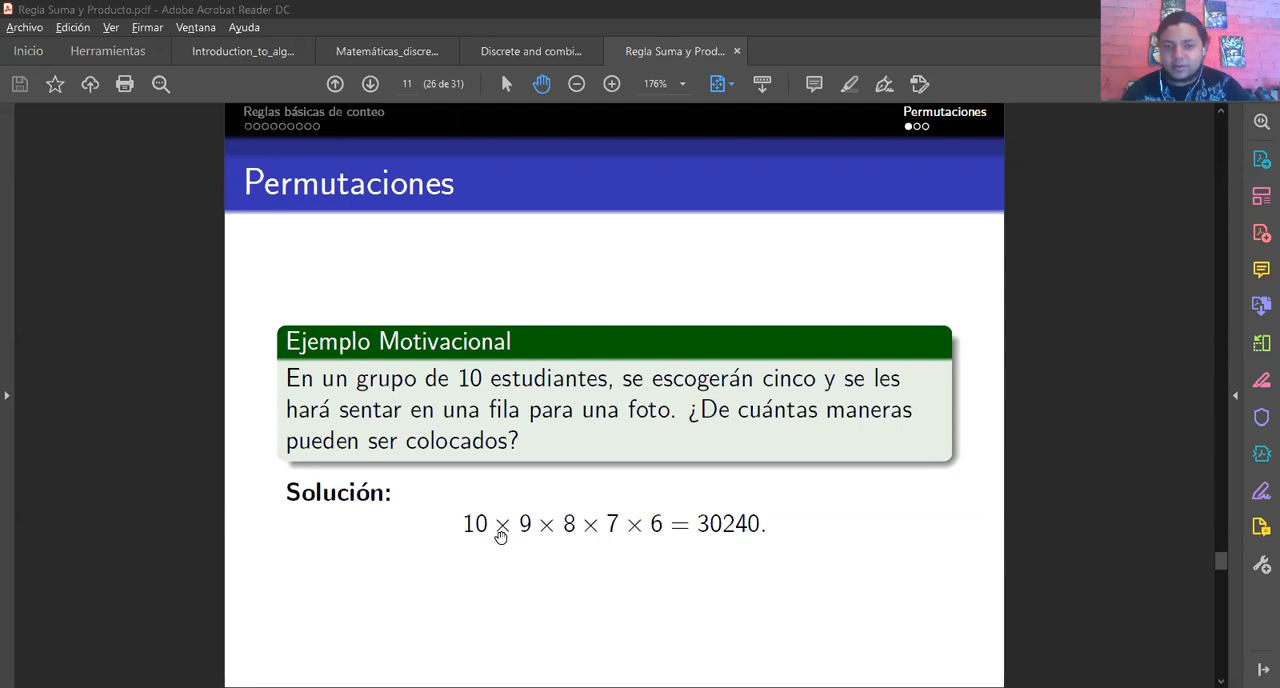 Regla Suma y Producto.pdf - Adobe Acrobat Reader DC
Archivo Edición Ver Firmar Ventana Ayuda
Inicio Herramientas Introduction_to_alg... Matemáticas_discre... Discrete and combi... Regla Suma y Prod... ×
11 (26 de 31) 176%
Reglas básicas de conteo Permutaciones
Permutaciones
Ejemplo Motivacional
En un grupo de 10 estudiantes, se escogerán cinco y se les
hará sentar en una fila para una foto. ¿De cuántas maneras
pueden ser colocados?
Solución:
10 × 9 × 8 × 7 × 6 = 30240.